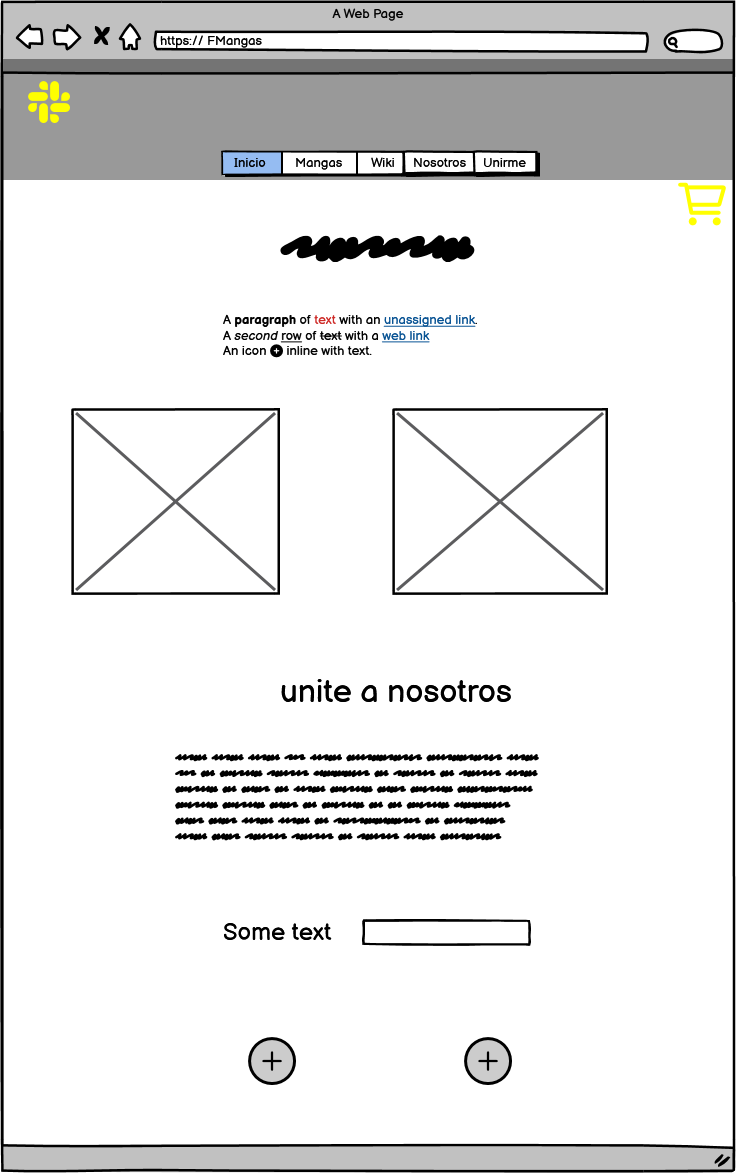 A Web Page
https:// FMangas
Inicio Mangas Wiki Nosotros Unirme
A paragraph of text with an unassigned link.
A second row of text with a web link
An icon inline with text.
unite a nosotros
Some text